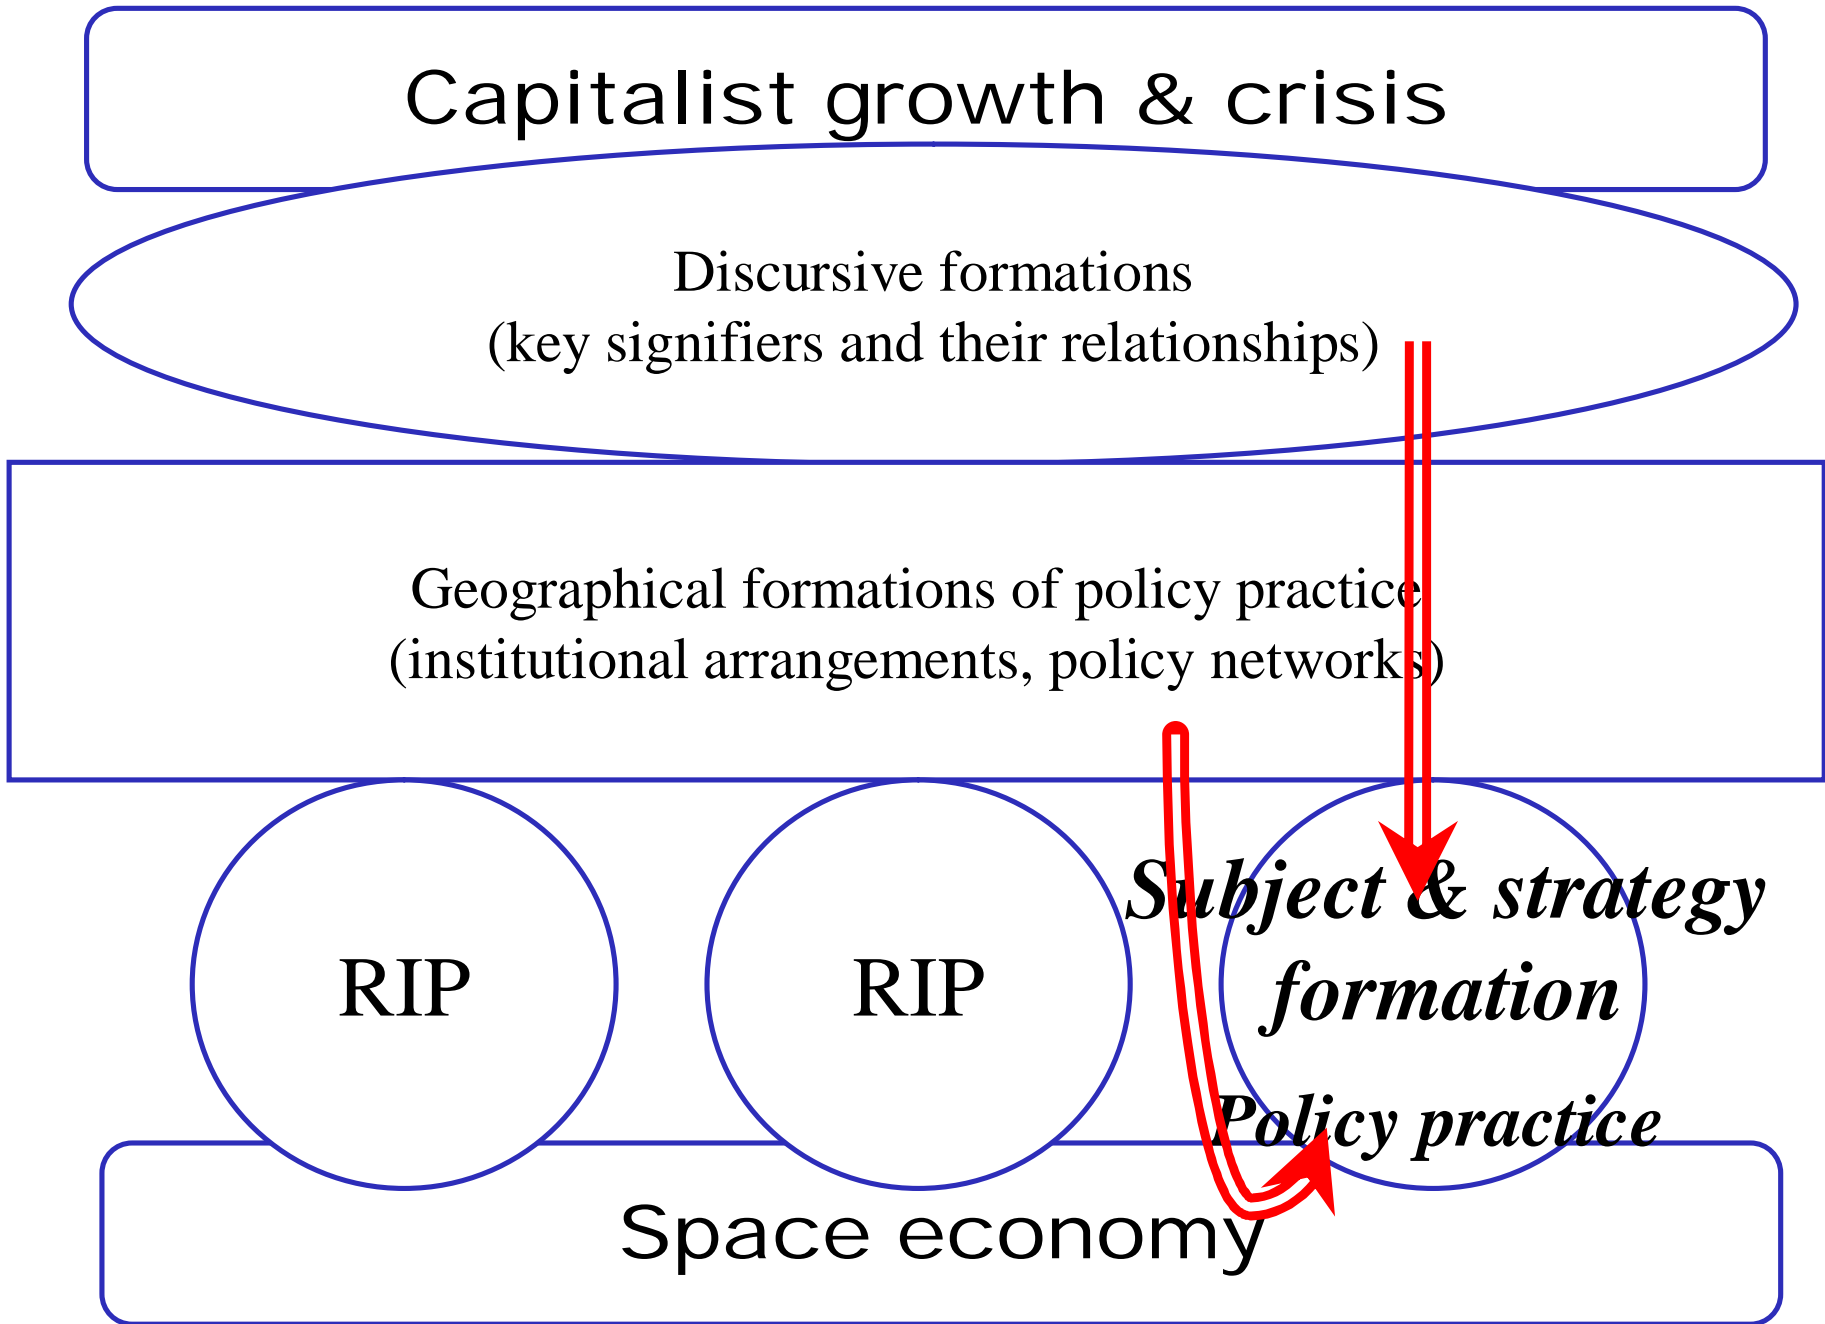 Capitalist growth & crisis
Discursive formations
(key signifiers and their relationships)
Geographical formations of policy practice
(institutional arrangements, policy networks)
RIP
RIP
Subject & strategy
formation
Policy practice
Space economy